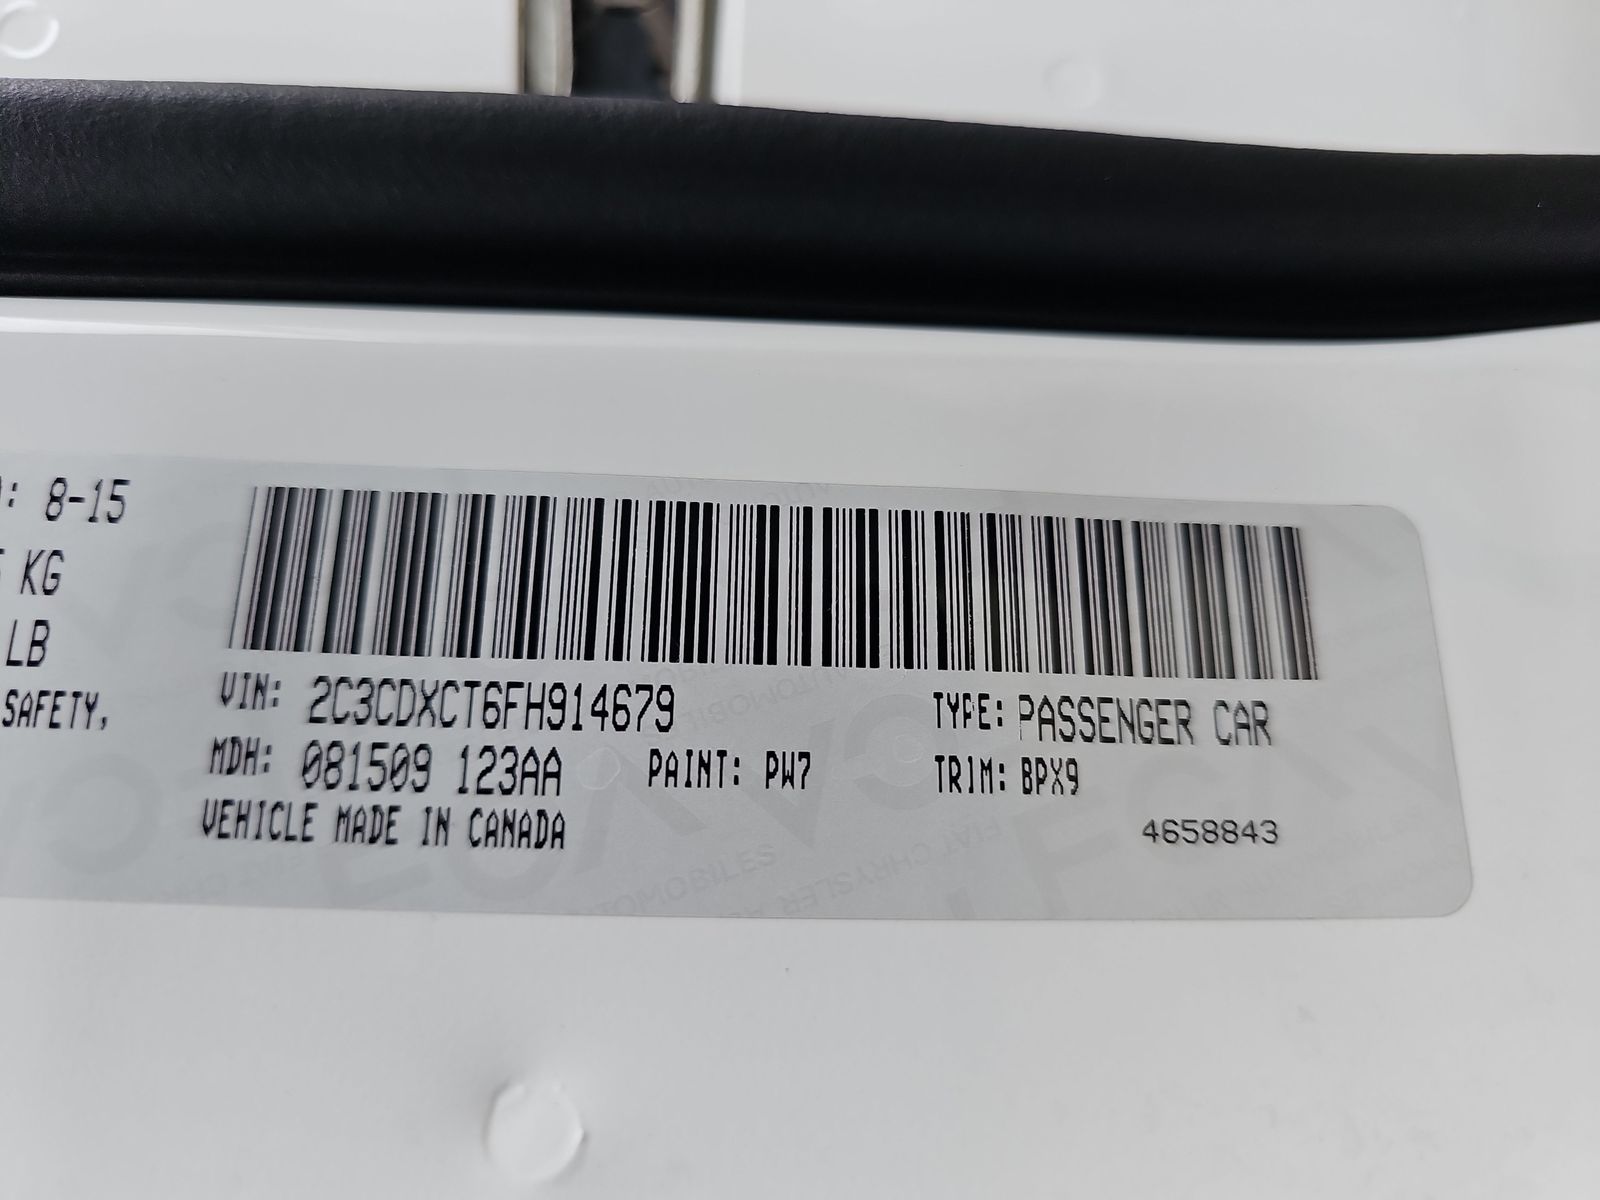 : 8-15
KG
LB
SAFETY,
VIN: 2C3CDXCT6FH914679
TYPE: PASSENGER CAR
MDH: 081509 123AA
PAINT: PW7
TRIM: BPX9
VEHICLE MADE IN CANADA
4658843